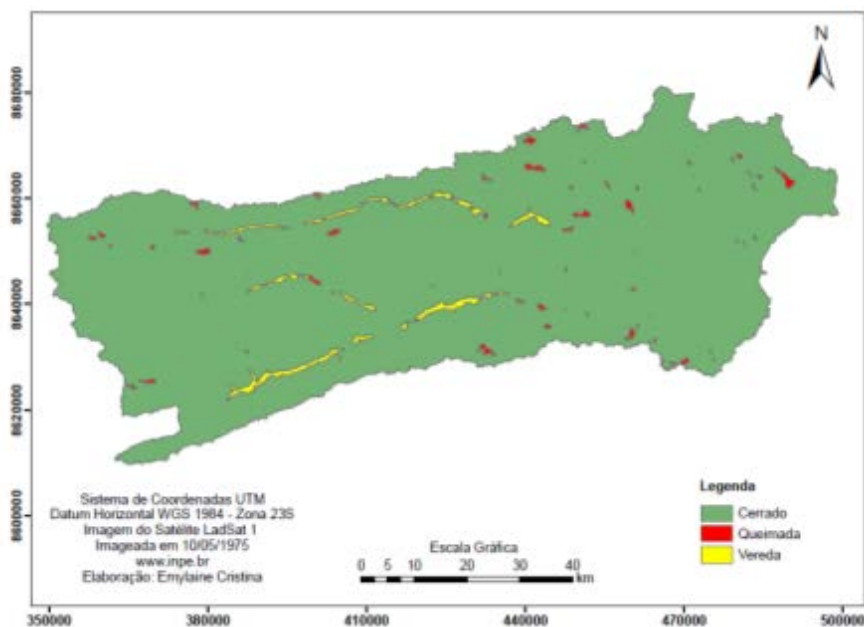 N
8680000
8660000
8640000
8620000
8600000
Sistema de Coordenadas UTM
Datum Horizontal WGS 1984 - Zona 23S
Imagem do Satélite LadSat 1
Imageada em 10/05/1975
www.inpe.br
Elaboração: Emylaine Cristina
Escala Gráfica
0 5 10 20 30 40
km
Legenda
Cerrado
Queimada
Vereda
350000 380000 410000 440000 470000 500000